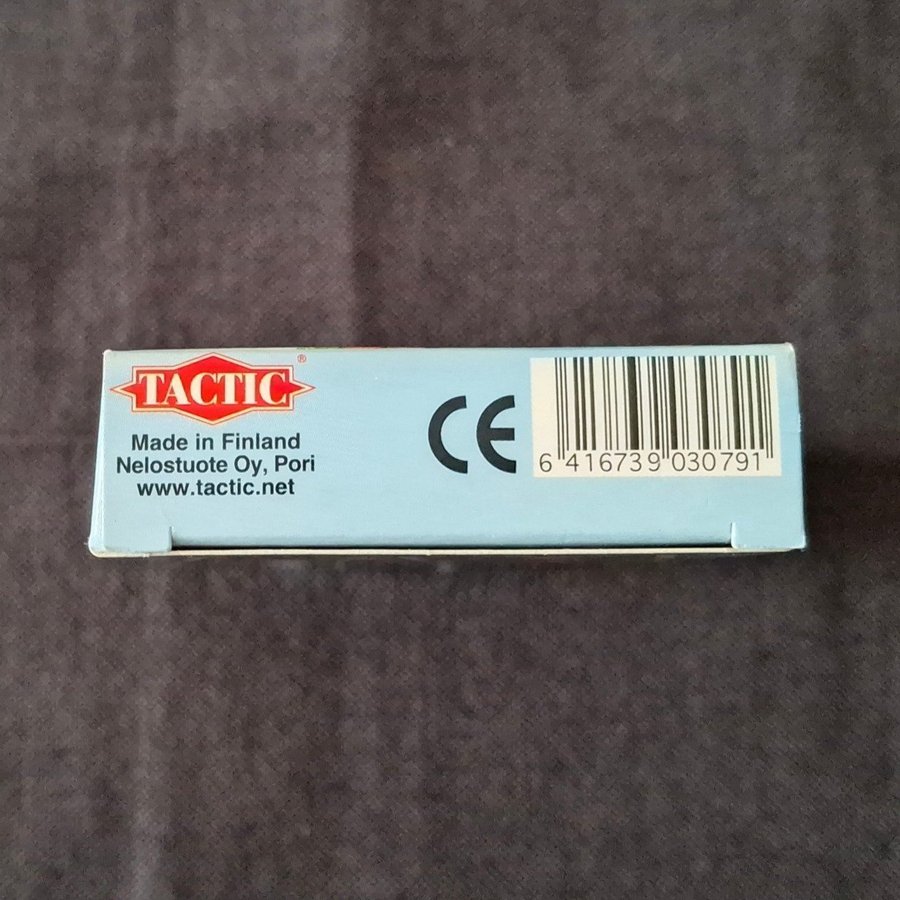 TACTIC®
Made in Finland
Nelostuote Oy, Pori
www.tactic.net
CE
6 416739 030791